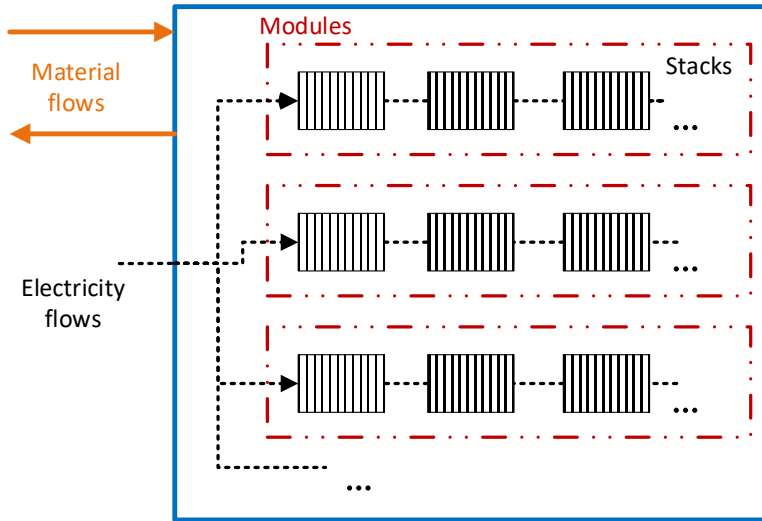 Modules
Material
flows
Stacks
...
...
Electricity
flows
...
...